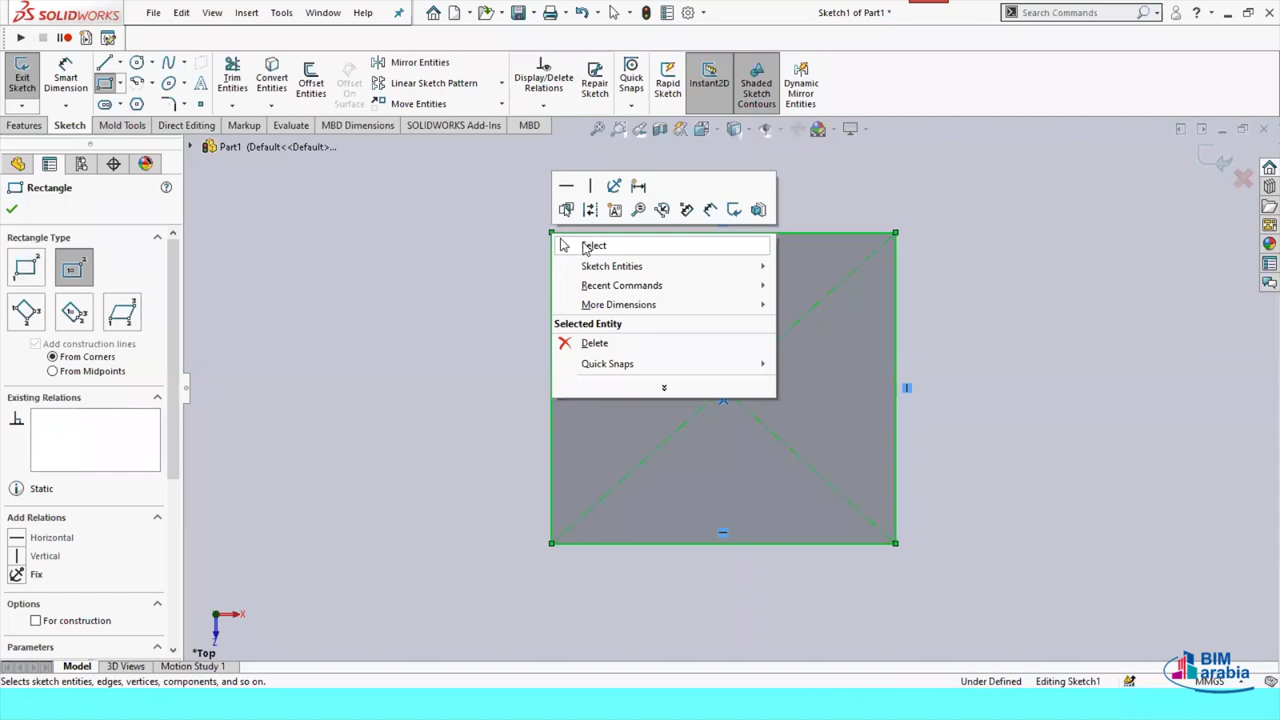 SOLIDWORKS
File
Edit
View
Insert
Tools
Window
Help
Sketch1 of Part1 *
Search Commands
?
Exit
Sketch
Smart
Dimension
Trim
Entities
Convert
Entities
Offset
Entities
Offset
On
Surface
Mirror Entities
Linear Sketch Pattern
Move Entities
Display/Delete
Relations
Repair
Sketch
Quick
Snaps
Rapid
Sketch
Instant2D
Shaded
Sketch
Contours
Dynamic
Mirror
Entities
Features
Sketch
Mold Tools
Direct Editing
Markup
Evaluate
MBD Dimensions
SOLIDWORKS Add-Ins
MBD
Part1 (Default<<Default>...
Rectangle
Rectangle Type
Add construction lines
From Corners
From Midpoints
Existing Relations
Static
Add Relations
Horizontal
Vertical
Fix
Options
For construction
Parameters
Select
Sketch Entities
Recent Commands
More Dimensions
Selected Entity
Delete
Quick Snaps
X
Z
*Top
Model
3D Views
Motion Study 1
Selects sketch entities, edges, vertices, components, and so on.
Under Defined
Editing Sketch1
MMGS
BIM
arabia